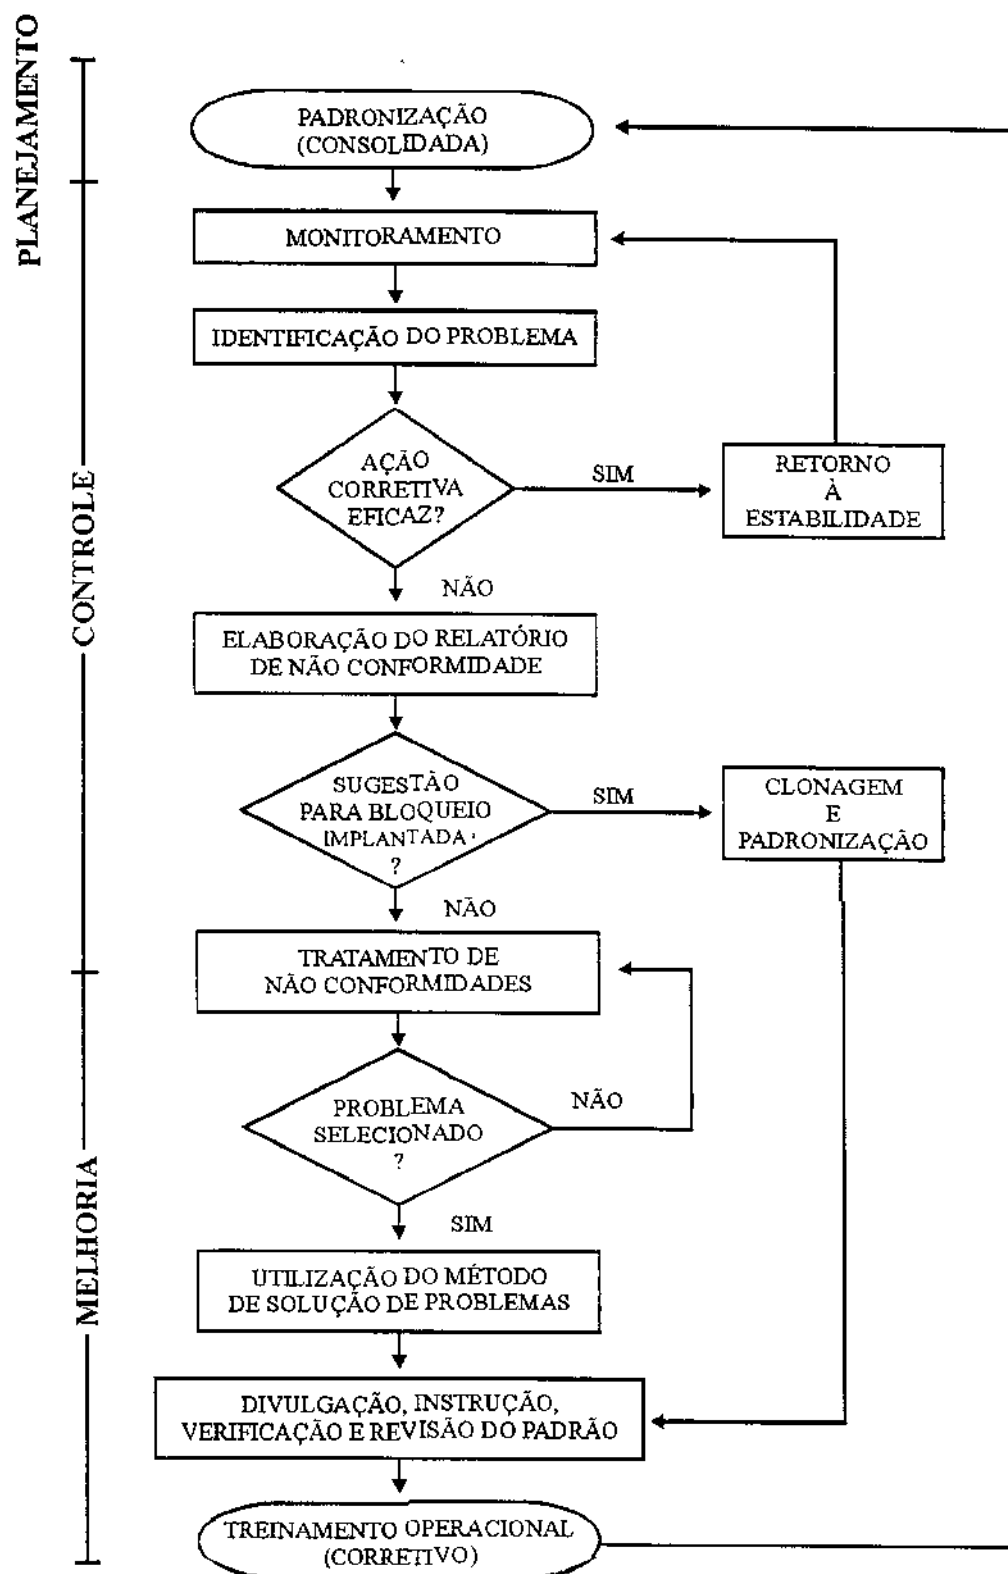 PLANEJAMENTO
PADRONIZAÇÃO
(CONSOLIDADA)
MONITORAMENTO
IDENTIFICAÇÃO DO PROBLEMA
CONTROLE
AÇÃO
CORRETIVA
EFICAZ?
SIM
RETORNO
À
ESTABILIDADE
NÃO
ELABORAÇÃO DO RELATÓRIO
DE NÃO CONFORMIDADE
SUGESTÃO
PARA BLOQUEIO
IMPLANTADA
?
SIM
CLONAGEM
E
PADRONIZAÇÃO
NÃO
TRATAMENTO DE
NÃO CONFORMIDADES
MELHORIA
PROBLEMA
SELECIONADO
?
NÃO
SIM
UTILIZAÇÃO DO MÉTODO
DE SOLUÇÃO DE PROBLEMAS
DIVULGAÇÃO, INSTRUÇÃO,
VERIFICAÇÃO E REVISÃO DO PADRÃO
TREINAMENTO OPERACIONAL
(CORRETIVO)